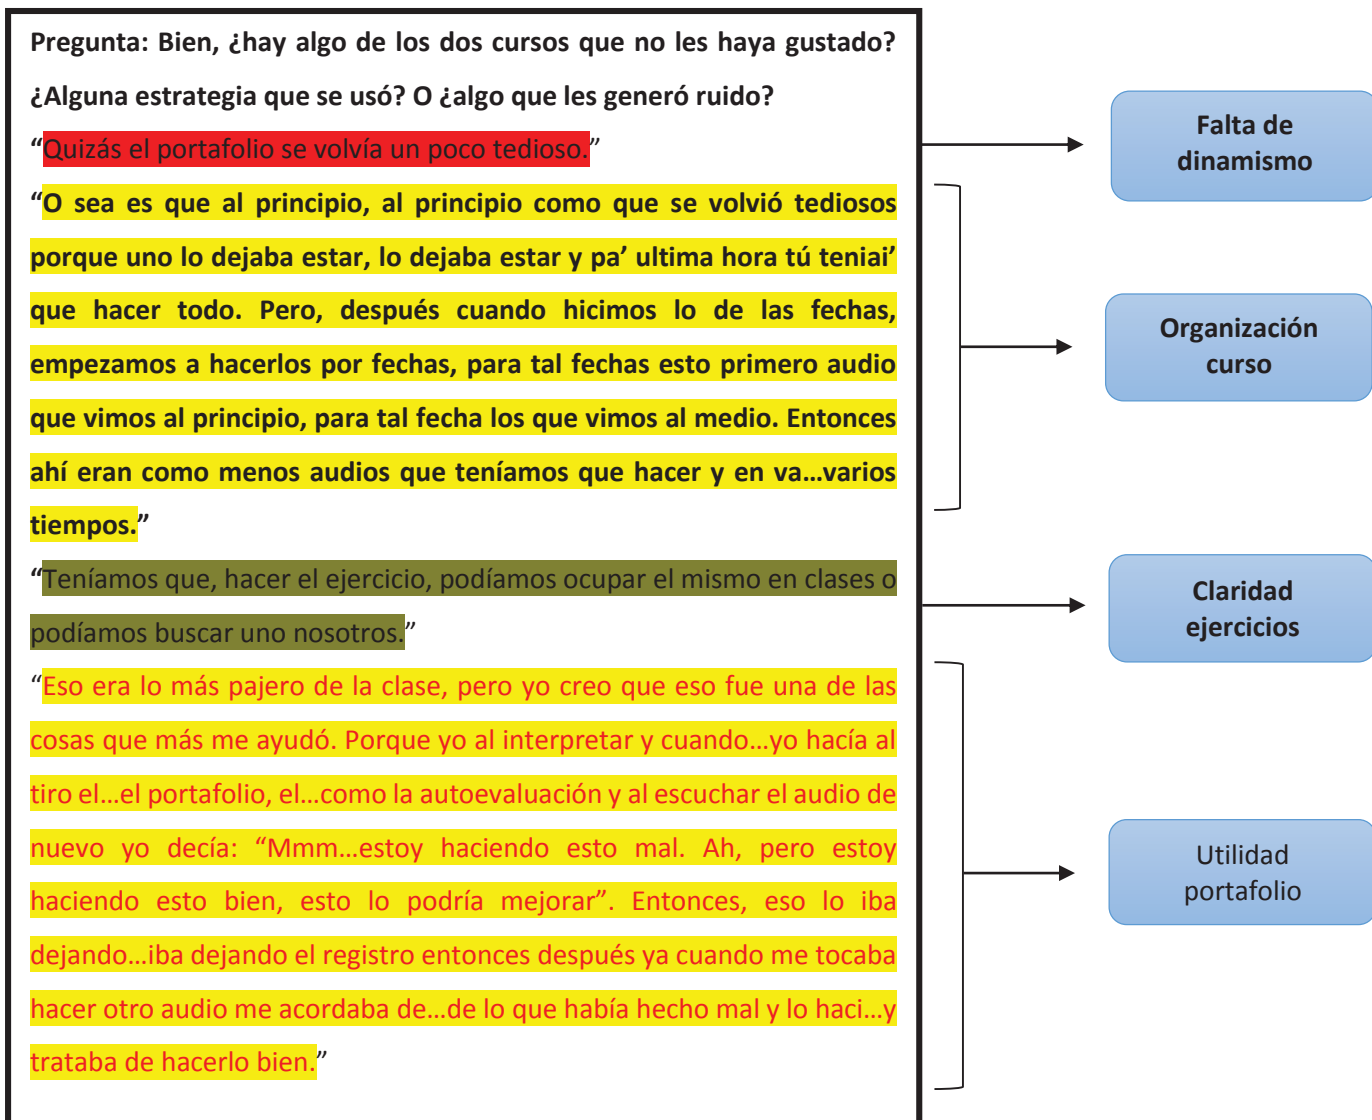 Pregunta: Bien, ¿hay algo de los dos cursos que no les haya gustado?
¿Alguna estrategia que se usó? O ¿algo que les generó ruido?
“Quizás el portafolio se volvía un poco tedioso.”
“O sea es que al principio, al principio como que se volvió tediosos
porque uno lo dejaba estar, lo dejaba estar y pa’ ultima hora tú teniai’
que hacer todo. Pero, después cuando hicimos lo de las fechas,
empezamos a hacerlos por fechas, para tal fechas esto primero audio
que vimos al principio, para tal fecha los que vimos al medio. Entonces
ahí eran como menos audios que teníamos que hacer y en va...varios
tiempos.”
“Teníamos que, hacer el ejercicio, podíamos ocupar el mismo en clases o
podíamos buscar uno nosotros.”
“Eso era lo más pajero de la clase, pero yo creo que eso fue una de las
cosas que más me ayudó. Porque yo al interpretar y cuando...yo hacía al
tiro el...el portafolio, el...como la autoevaluación y al escuchar el audio de
nuevo yo decía: “Mmm...estoy haciendo esto mal. Ah, pero estoy
haciendo esto bien, esto lo podría mejorar”. Entonces, eso lo iba
dejando...iba dejando el registro entonces después ya cuando me tocaba
hacer otro audio me acordaba de...de lo que había hecho mal y lo haci...y
trataba de hacerlo bien.”
Falta de
dinamismo
Organización
curso
Claridad
ejercicios
Utilidad
portafolio